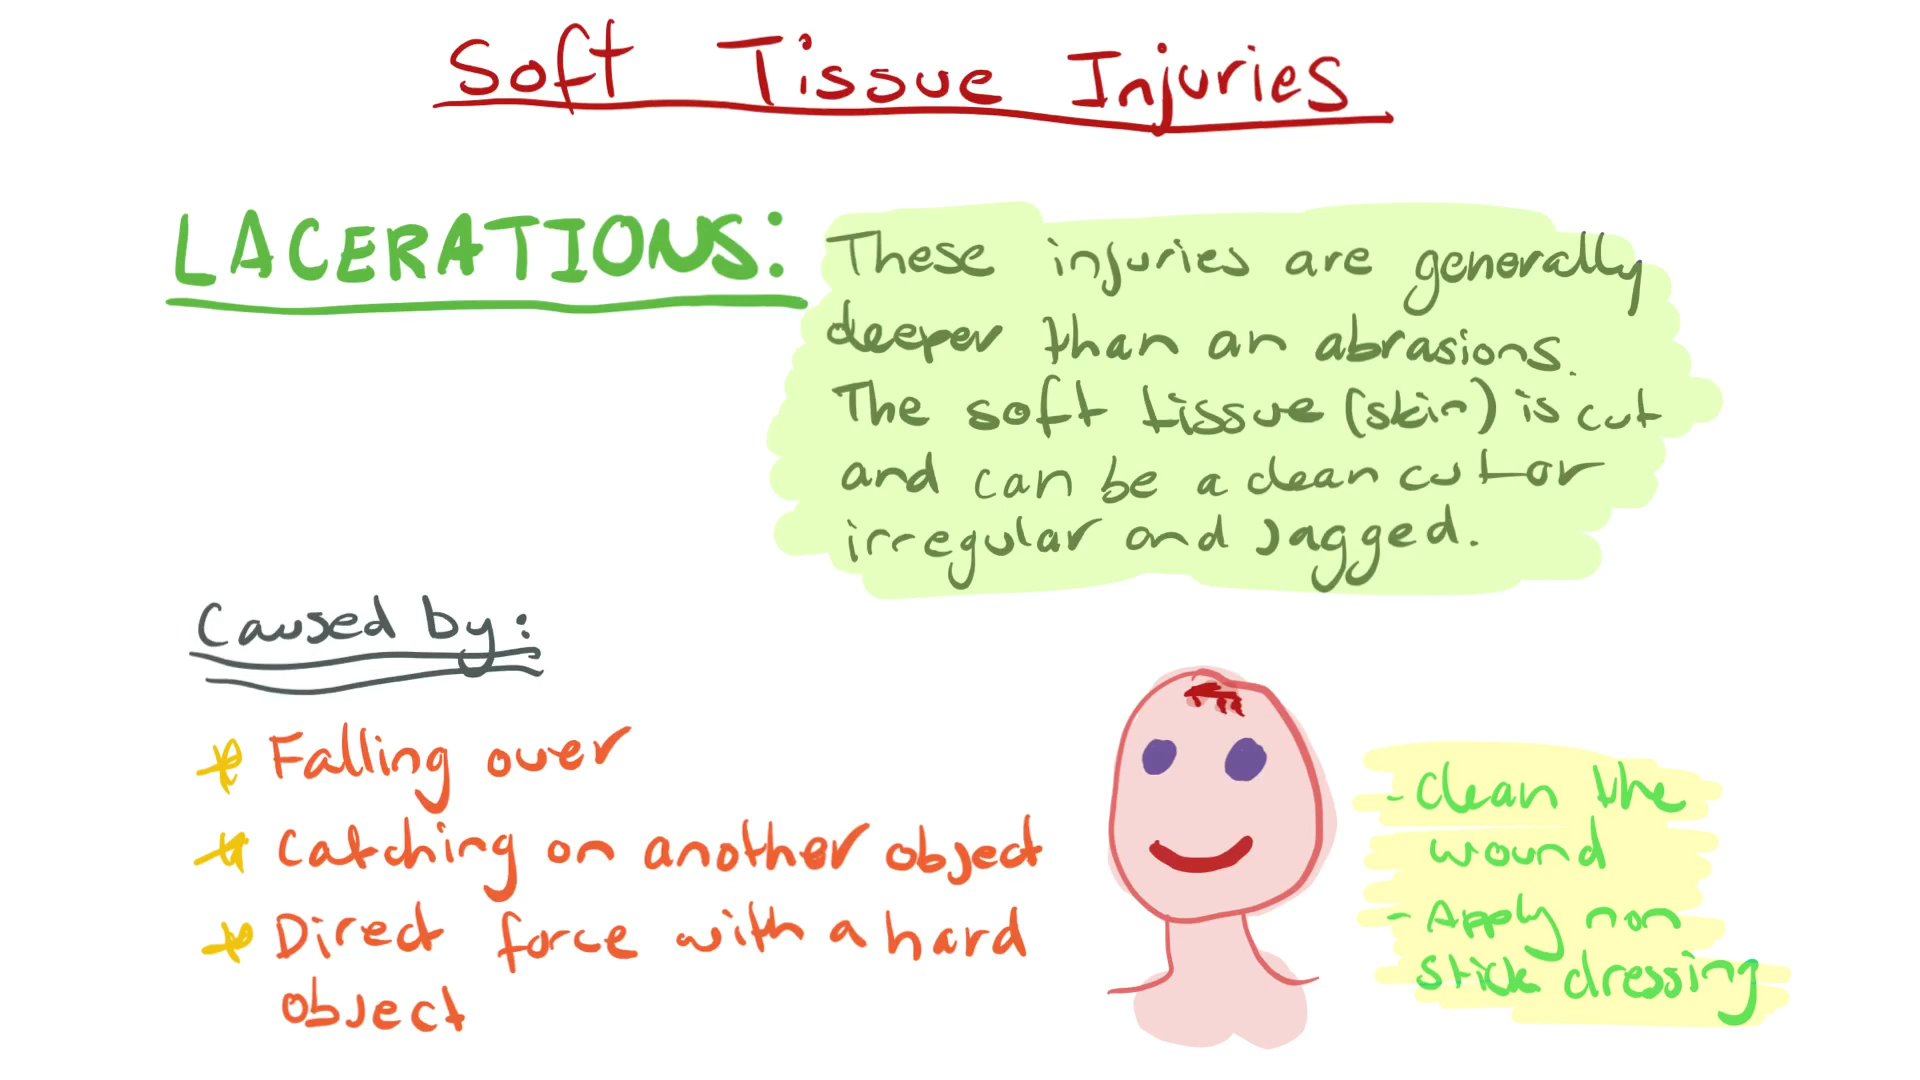 Soft Tissue Injuries
LACERATIONS:
These injuries are generally
deeper than an abrasions.
The soft tissue (skin) is cut
and can be a clean cut or
irregular and Jagged.
Caused by:
* Falling over
* Catching on another object
* Direct force with a hard
object
- Clean the
wound
- Apply non
stick dressing